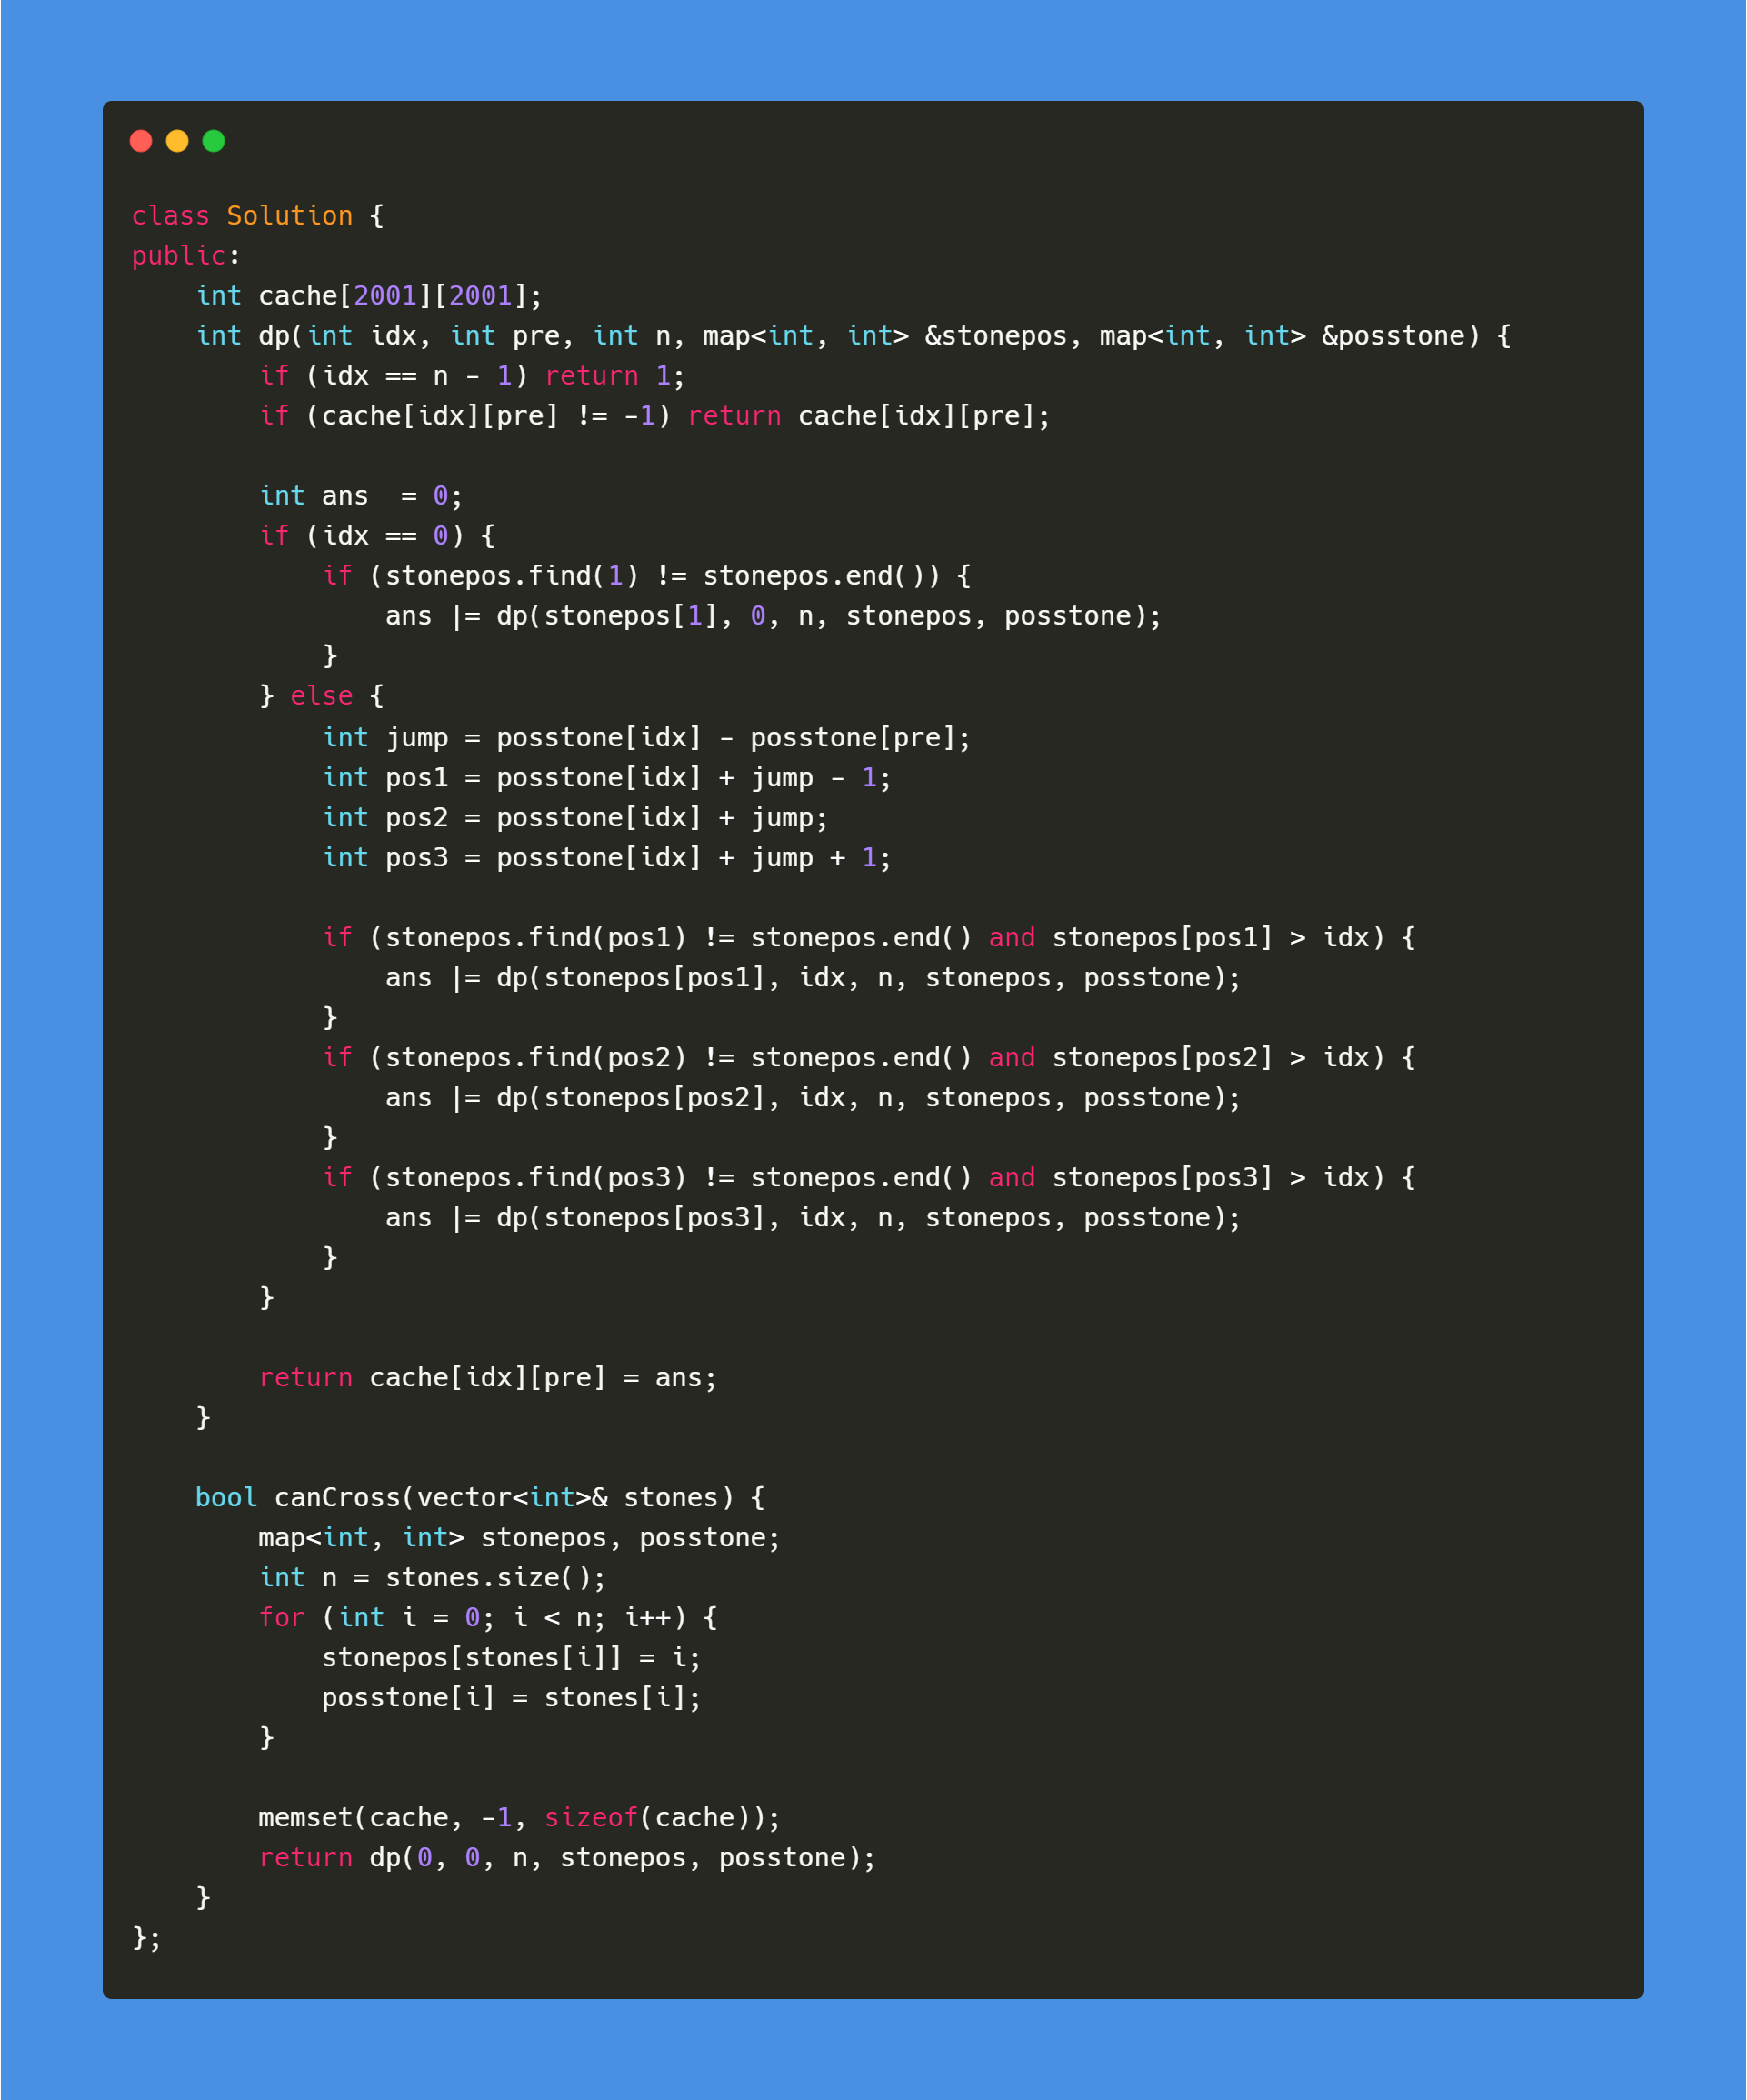 class Solution {
public:
    int cache[2001][2001];
    int dp(int idx, int pre, int n, map<int, int> &stonepos, map<int, int> &posstone) {
        if (idx == n - 1) return 1;
        if (cache[idx][pre] != -1) return cache[idx][pre];

        int ans  = 0;
        if (idx == 0) {
            if (stonepos.find(1) != stonepos.end()) {
                ans |= dp(stonepos[1], 0, n, stonepos, posstone);
            }
        } else {
            int jump = posstone[idx] - posstone[pre];
            int pos1 = posstone[idx] + jump - 1;
            int pos2 = posstone[idx] + jump;
            int pos3 = posstone[idx] + jump + 1;

            if (stonepos.find(pos1) != stonepos.end() and stonepos[pos1] > idx) {
                ans |= dp(stonepos[pos1], idx, n, stonepos, posstone);
            }
            if (stonepos.find(pos2) != stonepos.end() and stonepos[pos2] > idx) {
                ans |= dp(stonepos[pos2], idx, n, stonepos, posstone);
            }
            if (stonepos.find(pos3) != stonepos.end() and stonepos[pos3] > idx) {
                ans |= dp(stonepos[pos3], idx, n, stonepos, posstone);
            }
        }

        return cache[idx][pre] = ans;
    }

    bool canCross(vector<int>& stones) {
        map<int, int> stonepos, posstone;
        int n = stones.size();
        for (int i = 0; i < n; i++) {
            stonepos[stones[i]] = i;
            posstone[i] = stones[i];
        }

        memset(cache, -1, sizeof(cache));
        return dp(0, 0, n, stonepos, posstone);
    }
};